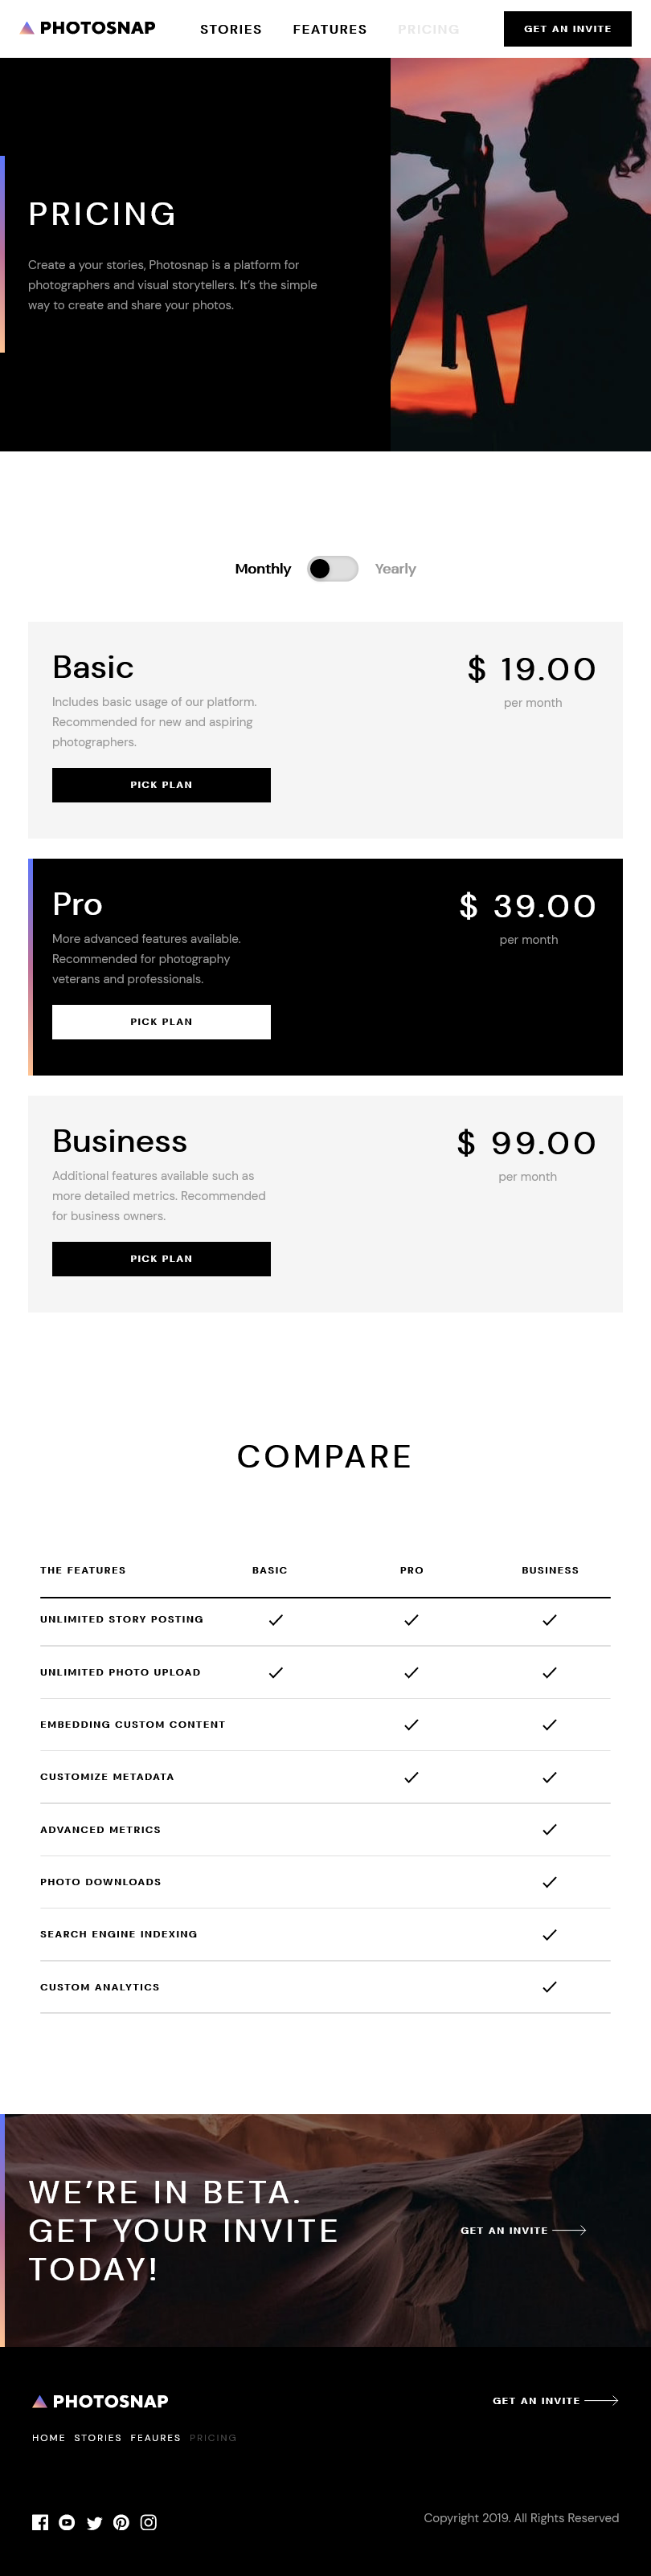 PHOTOSNAP STORIES FEATURES PRICING GET AN INVITE
PRICING
Create a your stories, Photosnap is a platform for
photographers and visual storytellers. It’s the simple
way to create and share your photos.
Monthly Yearly
Basic
$ 19.00
Includes basic usage of our platform.
Recommended for new and aspiring
photographers.
per month
PICK PLAN
Pro
$ 39.00
More advanced features available.
Recommended for photography
veterans and professionals.
per month
PICK PLAN
Business
$ 99.00
Additional features available such as
more detailed metrics. Recommended
for business owners.
per month
PICK PLAN
COMPARE
THE FEATURES BASIC PRO BUSINESS
UNLIMITED STORY POSTING
UNLIMITED PHOTO UPLOAD
EMBEDDING CUSTOM CONTENT
CUSTOMIZE METADATA
ADVANCED METRICS
PHOTO DOWNLOADS
SEARCH ENGINE INDEXING
CUSTOM ANALYTICS
WE’RE IN BETA.
GET YOUR INVITE
TODAY!
GET AN INVITE
PHOTOSNAP
GET AN INVITE
HOME STORIES FEAURES PRICING
Copyright 2019. All Rights Reserved